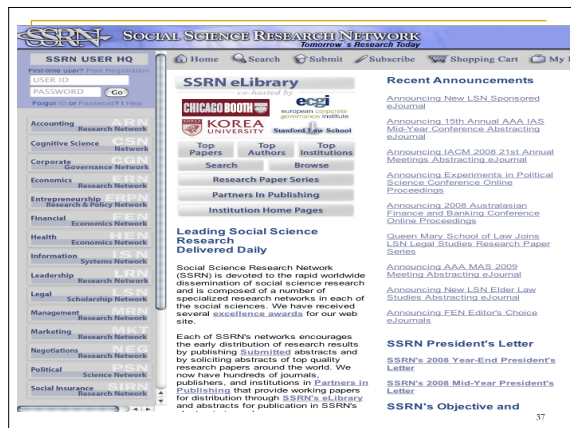 SSRN SOCIAL SCIENCE RESEARCH NETWORK
Tomorrow's Research Today
SSRN USER HQ
First-time user? Free Registration
USER ID
PASSWORD Go
Forgot ID or Password? | Help
Accounting ARN
Research Network
Cognitive Science CSN
Network
Corporate CGN
Governance Network
Economics ERN
Research Network
Entrepreneurship ERPN
Research & Policy Network
Financial FEN
Economics Network
Health HEN
Economics Network
Information ISN
Systems Network
Leadership LRN
Research Network
Legal LSN
Scholarship Network
Management MRN
Research Network
Marketing MKT
Research Network
Negotiations NEG
Research Network
Political PSN
Science Network
Social Insurance SIRN
Research Network
Home Search Submit Subscribe Shopping Cart My
SSRN eLibrary
co-hosted by
CHICAGO BOOTH
ecgi
european corporate
governance institute
KOREA
UNIVERSITY
Stanford Law School
Top Papers
Top Authors
Top Institutions
Search Browse
Research Paper Series
Partners In Publishing
Institution Home Pages
Leading Social Science
Research
Delivered Daily
Social Science Research Network
(SSRN) is devoted to the rapid worldwide
dissemination of social science research
and is composed of a number of
specialized research networks in each of
the social sciences. We have received
several excellence awards for our web
site.
Each of SSRN's networks encourages
the early distribution of research results
by publishing Submitted abstracts and
by soliciting abstracts of top quality
research papers around the world. We
now have hundreds of journals,
publishers, and institutions in Partners in
Publishing that provide working papers
for distribution through SSRN's eLibrary
and abstracts for publication in SSRN's
Recent Announcements
Announcing New LSN Sponsored
eJournal
Announcing 15th Annual AAA IAS
Mid-Year Conference Abstracting
eJournal
Announcing IACM 2008 21st Annual
Meetings Abstracting eJournal
Announcing Experiments in Political
Science Conference Online
Proceedings
Announcing 2008 Australasian
Finance and Banking Conference
Online Proceedings
Queen Mary School of Law Joins
LSN Legal Studies Research Paper
Series
Announcing AAA MAS 2009
Meeting Abstracting eJournal
Announcing New LSN Elder Law
Studies Abstracting eJournal
Announcing FEN Editor's Choice
eJournals
SSRN President's Letter
SSRN's 2008 Year-End President's
Letter
SSRN's 2008 Mid-Year President's
Letter
SSRN's Objective and
37